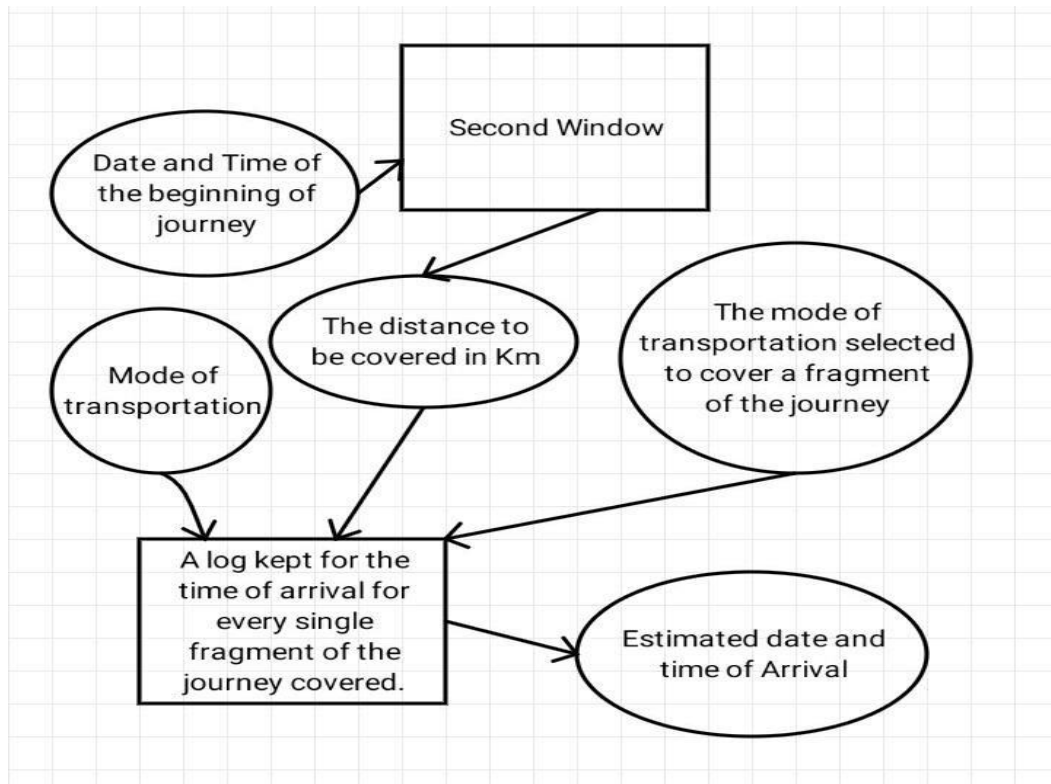 Second Window
Date and Time of
the beginning of
journey
The distance to
be covered in Km
The mode of
transportation selected
to cover a fragment
of the journey
Mode of
transportation
A log kept for the
time of arrival for
every single
fragment of the
journey covered.
Estimated date and
time of Arrival